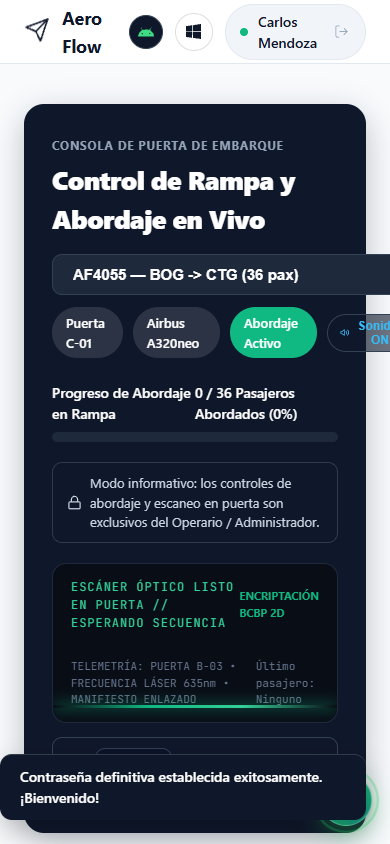 Aero
Flow
Carlos
Mendoza
CONSOLA DE PUERTA DE EMBARQUE
Control de Rampa y
Abordaje en Vivo
AF4055 — BOG -> CTG (36 pax)
Puerta
C-01
Airbus
A320neo
Abordaje
Activo
Sonid
ON
Progreso de Abordaje
en Rampa
0 / 36 Pasajeros
Abordados (0%)
Modo informativo: los controles de
abordaje y escaneo en puerta son
exclusivos del Operario / Administrador.
ESCÁNER ÓPTICO LISTO
EN PUERTA //
ESPERANDO SECUENCIA
ENCRIPTACIÓN
BCBP 2D
TELEMETRÍA: PUERTA B-03 •
FRECUENCIA LÁSER 635nm •
MANIFIESTO ENLAZADO
Último
pasajero:
Ninguno
Contraseña definitiva establecida exitosamente.
¡Bienvenido!